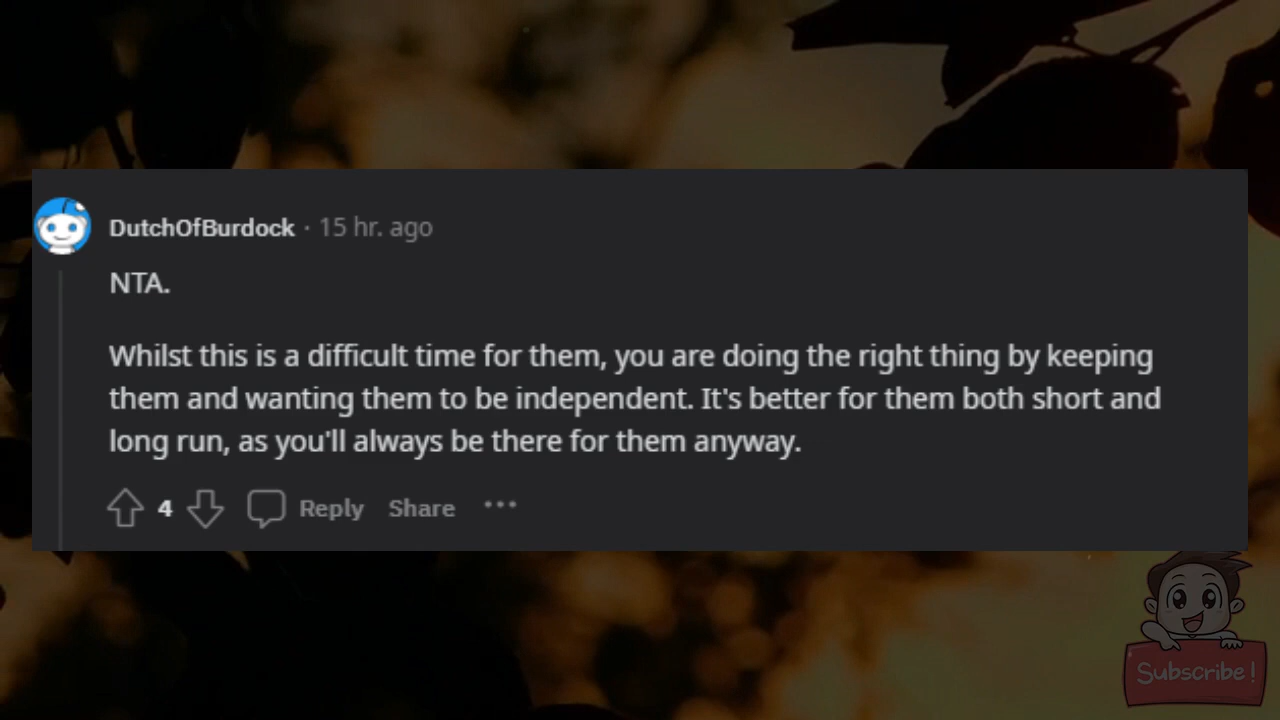 DutchOfBurdock · 15 hr. ago
NTA.
Whilst this is a difficult time for them, you are doing the right thing by keeping
them and wanting them to be independent. It's better for them both short and
long run, as you'll always be there for them anyway.
4 Reply Share ···
Subscribe!